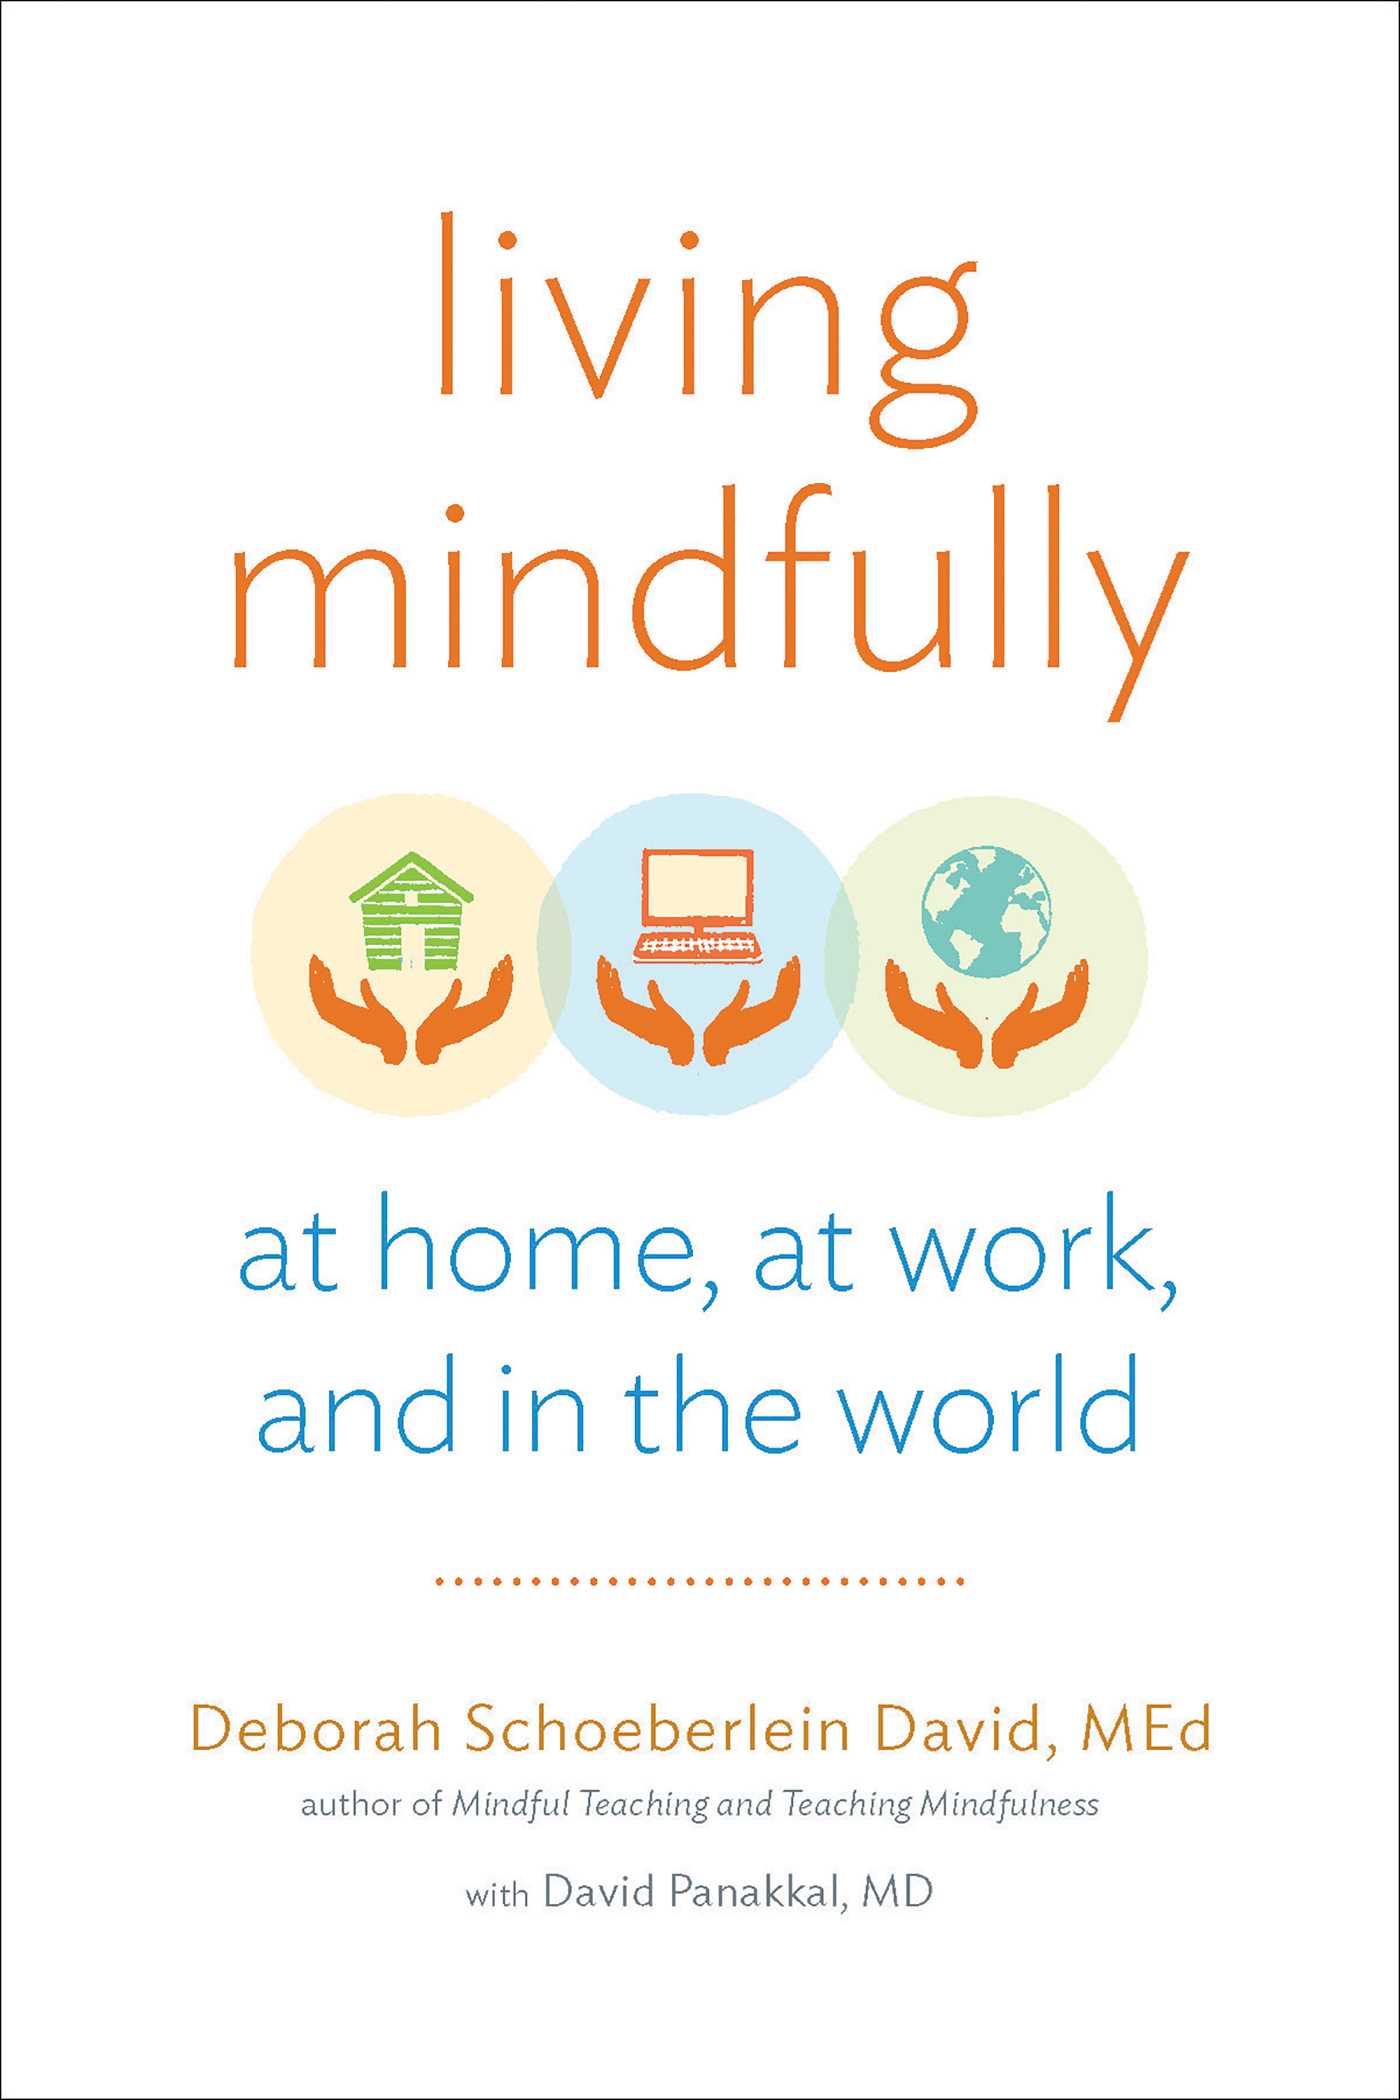 living
mindfully
at home, at work,
and in the world
Deborah Schoeberlein David, MEd
author of Mindful Teaching and Teaching Mindfulness
with David Panakkal, MD